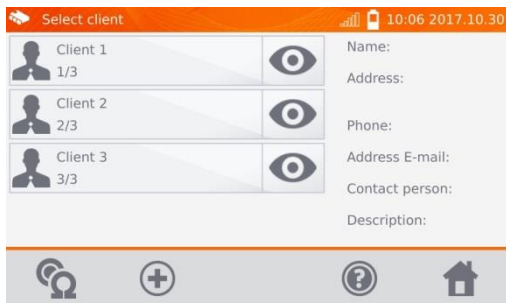 Select client
10:06 2017.10.30
Client 1
1/3
Client 2
2/3
Client 3
3/3
Name:
Address:
Phone:
Address E-mail:
Contact person:
Description: